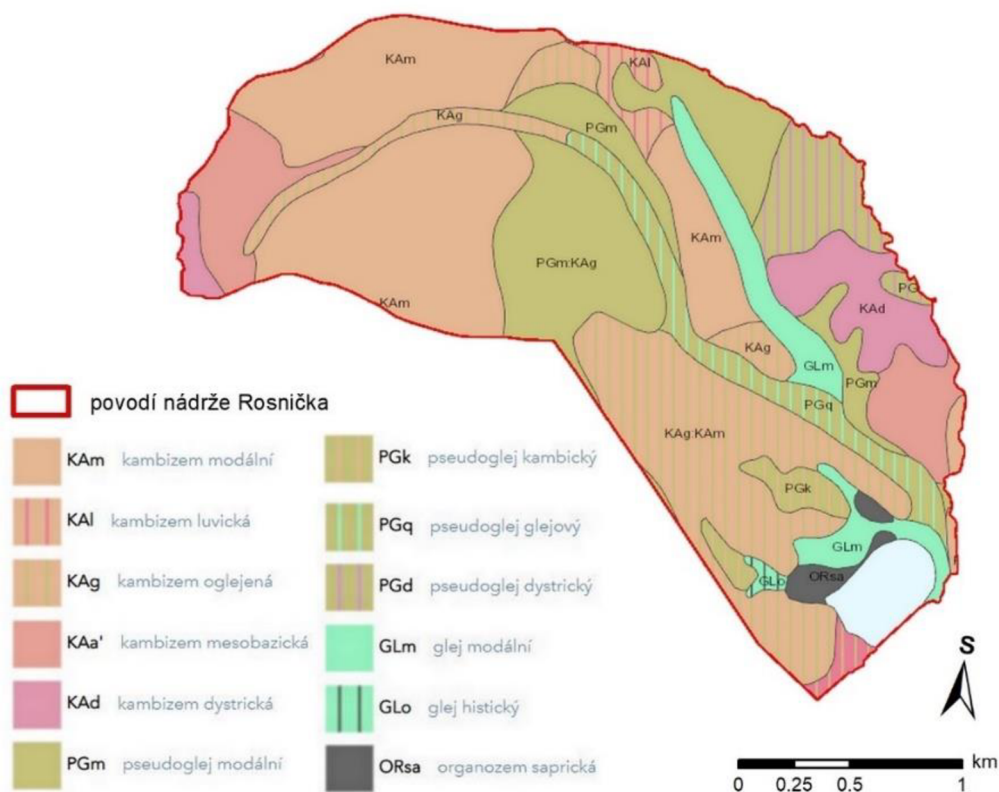 KAm
KAl
KAg
PGm
KAm
PGm:KAg
KAm
KAd
PG
KAg
GLm
PGm
PGq
KAg:KAm
PGk
GLm
ORsa
GLo
povodí nádrže Rosnička
KAm kambizem modální
KAl kambizem luvická
KAg kambizem oglejená
KAa' kambizem mesobazická
KAd kambizem dystrická
PGm pseudoglej modální
PGk pseudoglej kambický
PGq pseudoglej glejový
PGd pseudoglej dystrický
GLm glej modální
GLo glej histický
ORsa organozem saprická
S
km
0 0.25 0.5 1